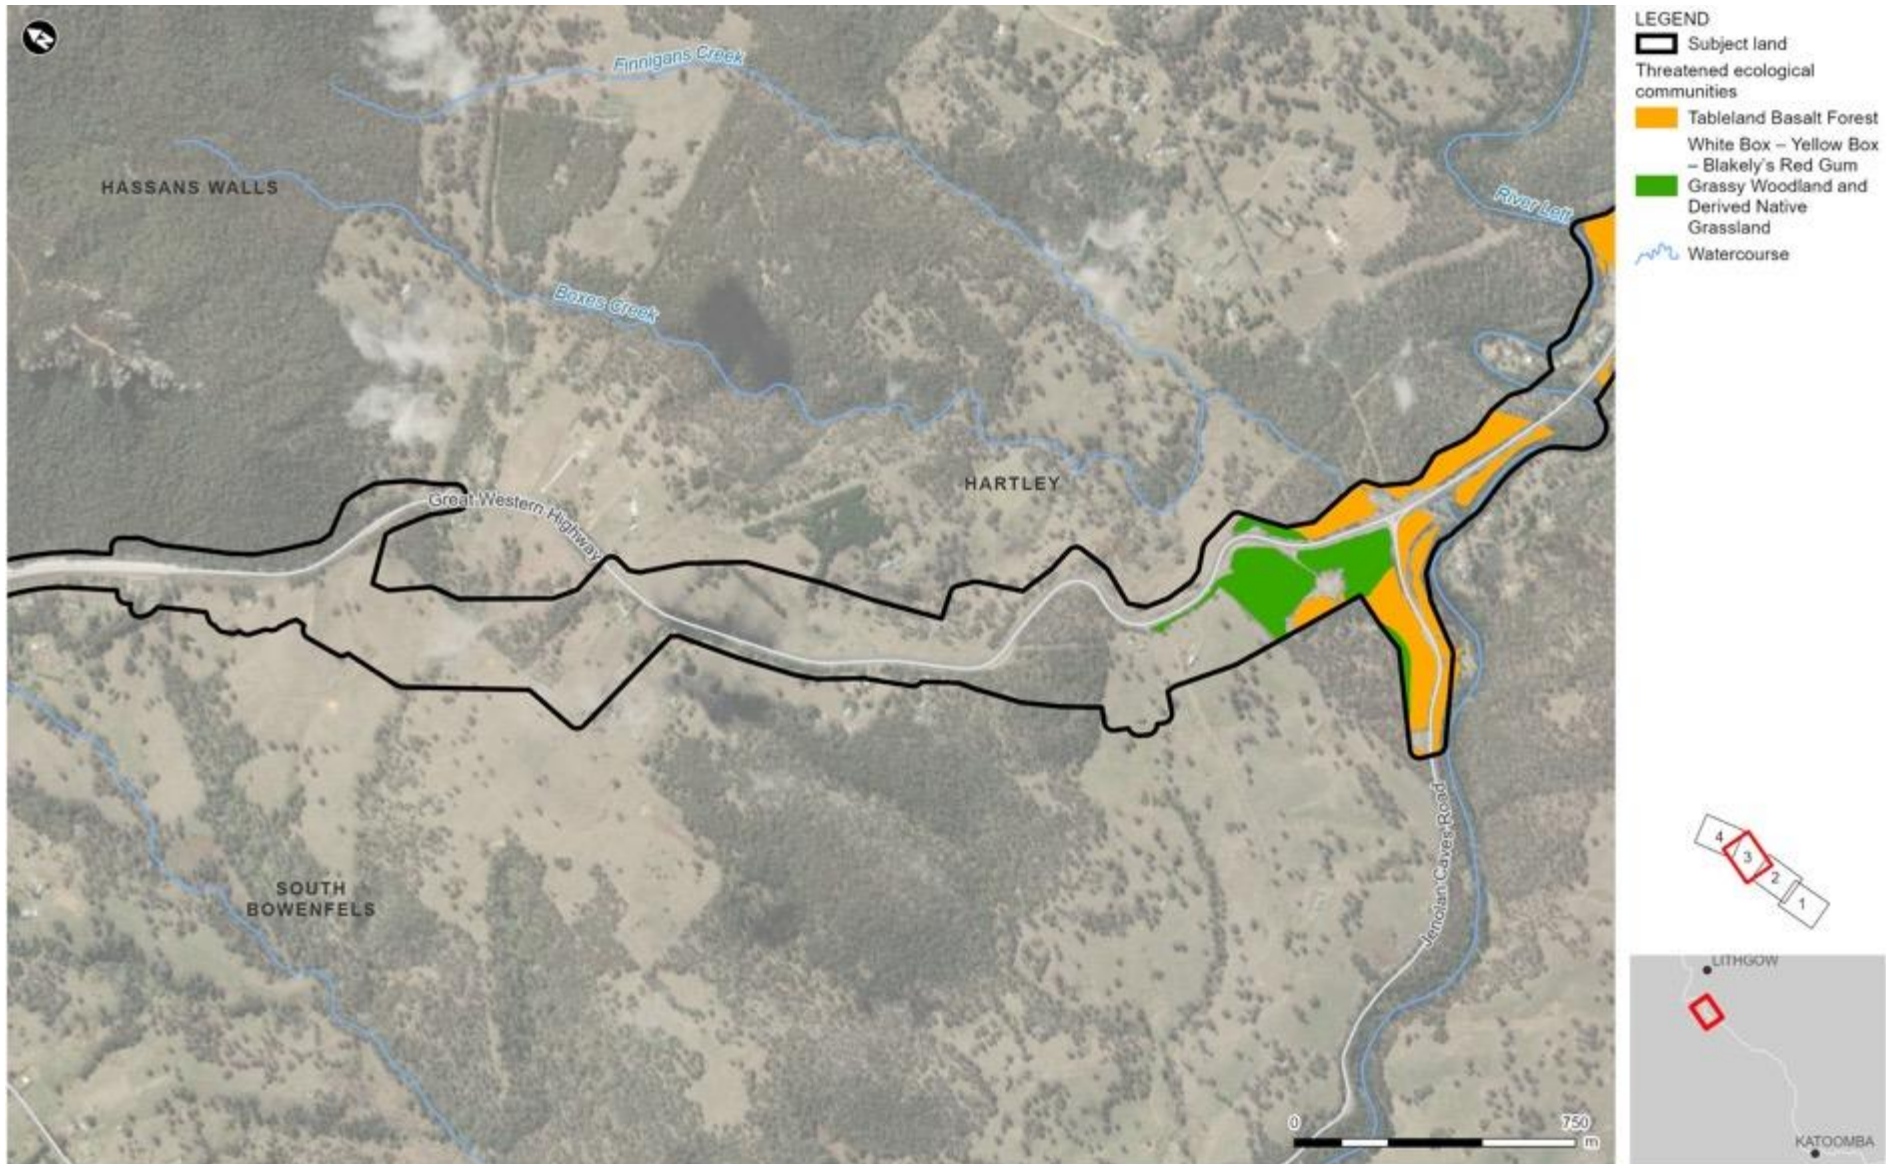 N
Finnigans Creek
HASSANS WALLS
River Lett
Boxes Creek
HARTLEY
Great Western Highway
SOUTH
BOWENFELS
Jenolan Caves Road
0
750
m
LEGEND
Subject land
Threatened ecological
communities
Tableland Basalt Forest
White Box – Yellow Box
– Blakely's Red Gum
Grassy Woodland and
Derived Native
Grassland
Watercourse
4
3
2
1
LITHGOW
KATOOMBA